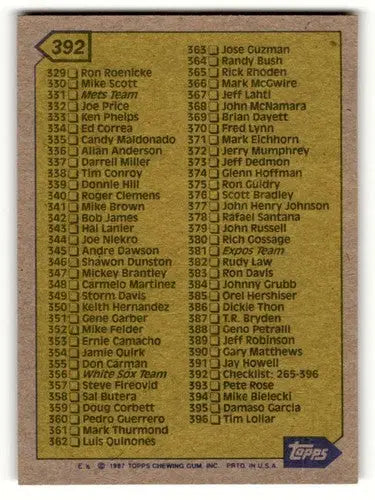 392
329 Ron Roenicke
330 Mike Scott
331 Mets Team
332 Joe Price
333 Ken Phelps
334 Ed Correa
335 Candy Maldonado
336 Allan Anderson
337 Darrell Miller
338 Tim Conroy
339 Donnie Hill
340 Roger Clemens
341 Mike Brown
342 Bob James
343 Hal Lanier
344 Joe Niekro
345 Andre Dawson
346 Shawon Dunston
347 Mickey Brantley
348 Carmelo Martinez
349 Storm Davis
350 Keith Hernandez
351 Gene Garber
352 Mike Felder
353 Ernie Camacho
354 Jamie Quirk
355 Don Carman
356 White Sox Team
357 Steve Fireovid
358 Sal Butera
359 Doug Corbett
360 Pedro Guerrero
361 Mark Thurmond
362 Luis Quinones
363 Jose Guzman
364 Randy Bush
365 Rick Rhoden
366 Mark McGwire
367 Jeff Lahti
368 John McNamara
369 Brian Dayett
370 Fred Lynn
371 Mark Eichhorn
372 Jerry Mumphrey
373 Jeff Dedmon
374 Glenn Hoffman
375 Ron Guidry
376 Scott Bradley
377 John Henry Johnson
378 Rafael Santana
379 John Russell
380 Rich Gossage
381 Expos Team
382 Rudy Law
383 Ron Davis
384 Johnny Grubb
385 Orel Hershiser
386 Dickie Thon
387 T.R. Bryden
388 Geno Petralli
389 Jeff Robinson
390 Gary Matthews
391 Jay Howell
392 Checklist: 265-396
393 Pete Rose
394 Mike Bielecki
395 Damaso Garcia
396 Tim Lollar
topps
© 1987 TOPPS CHEWING GUM, INC. PRTD. IN U.S.A.